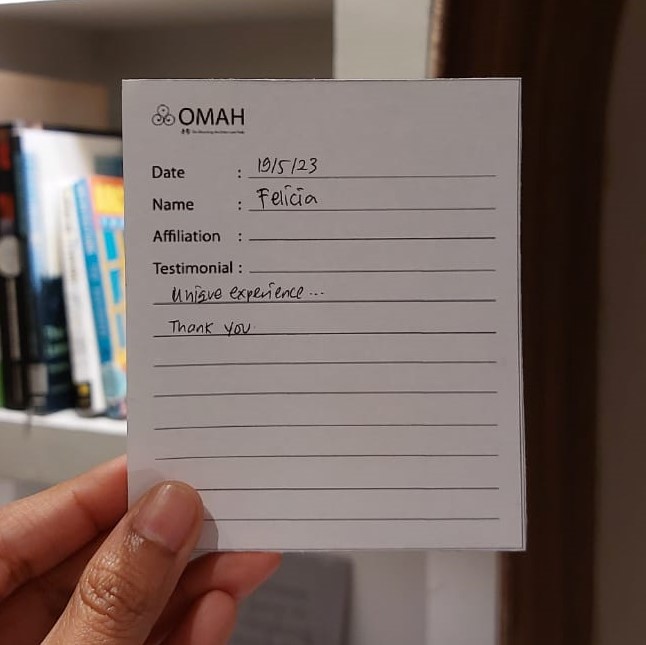 OMAH
Date : 19/5/23
Name : Felicia
Affiliation :
Testimonial :
Unique experience...
Thank you